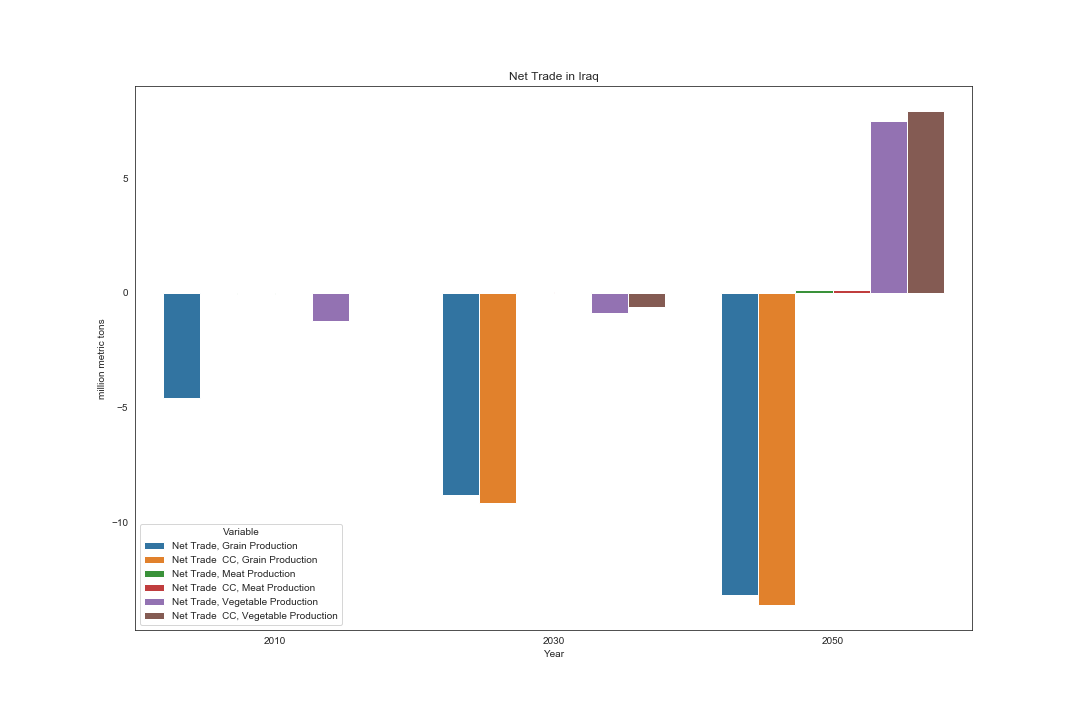 Net Trade in Iraq
5
0
−5
−10
million metric tons
Variable
Net Trade, Grain Production
Net Trade  CC, Grain Production
Net Trade, Meat Production
Net Trade  CC, Meat Production
Net Trade, Vegetable Production
Net Trade  CC, Vegetable Production
2010 2030 2050
Year